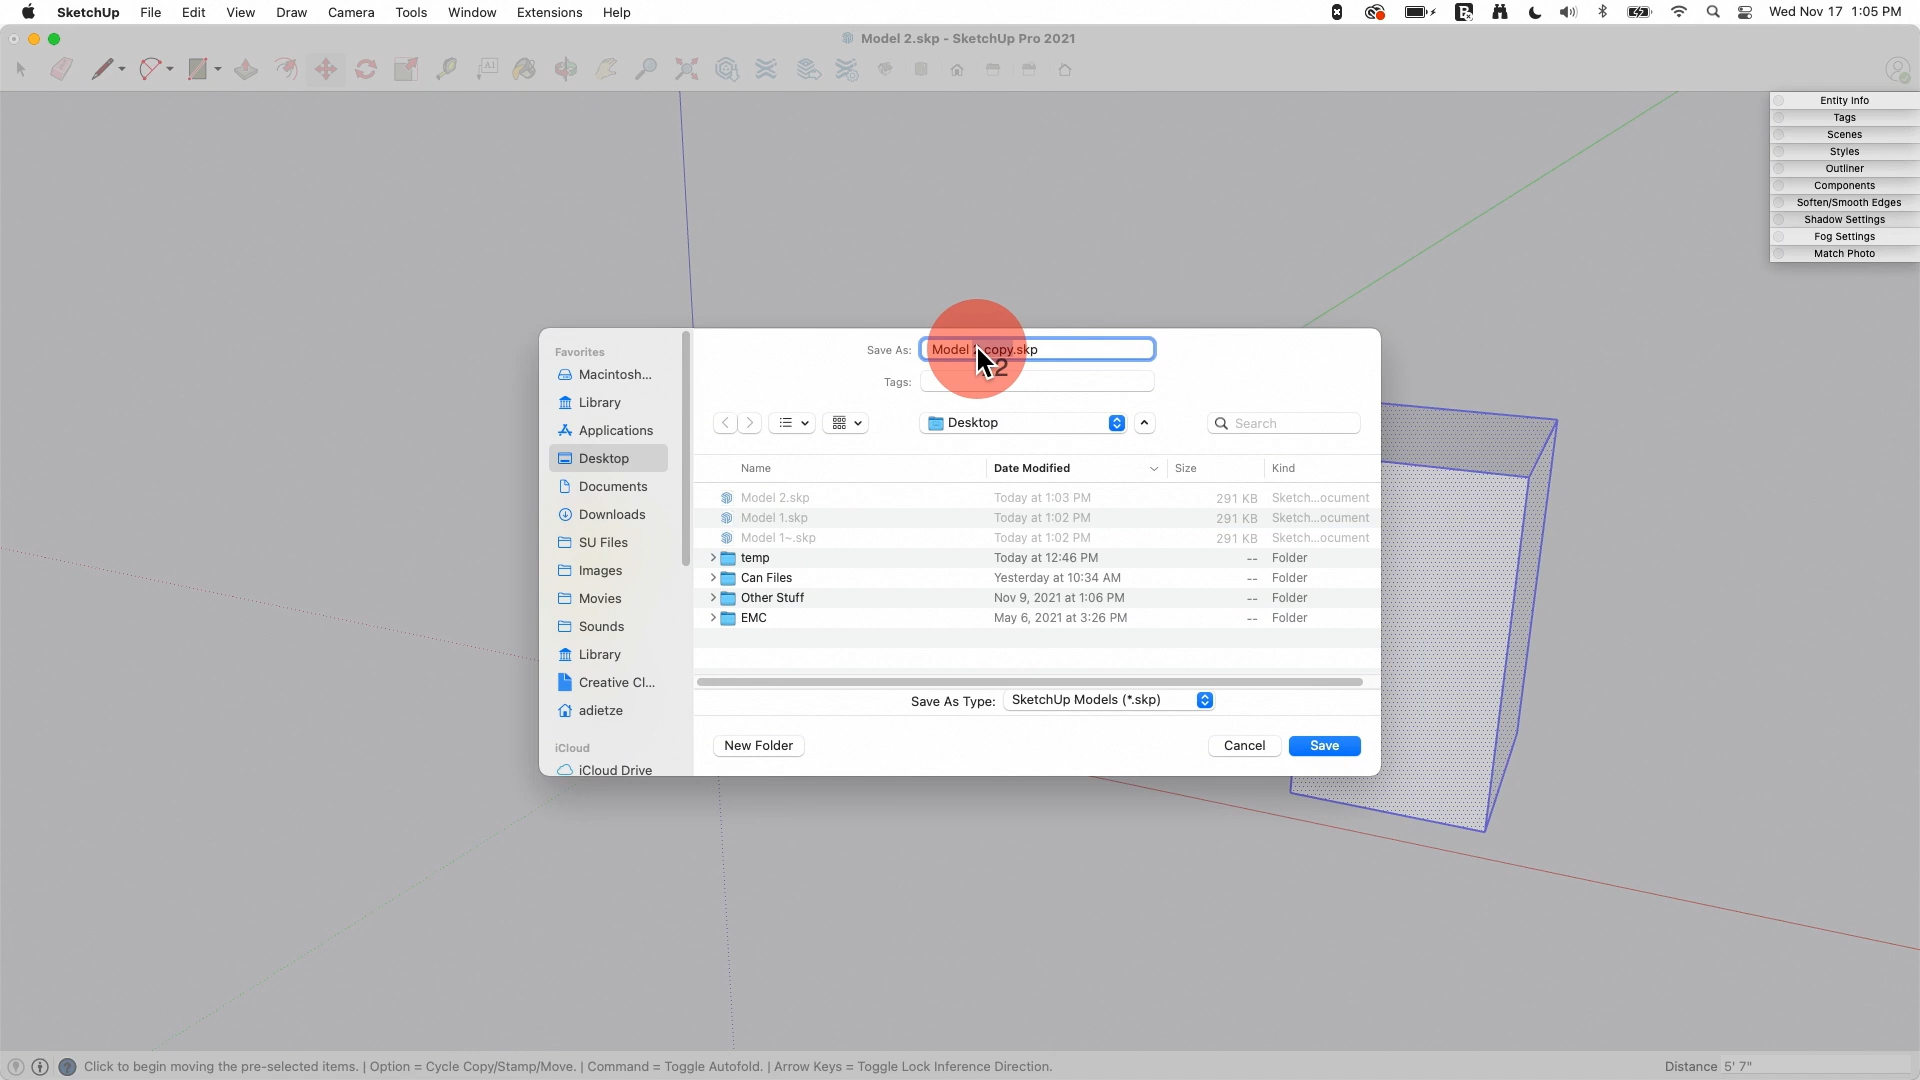 SketchUp File Edit View Draw Camera Tools Window Extensions Help Wed Nov 17 1:05 PM
Model 2.skp - SketchUp Pro 2021
Entity Info
Tags
Scenes
Styles
Outliner
Components
Soften/Smooth Edges
Shadow Settings
Fog Settings
Match Photo
Save As: Model 2 copy.skp
Tags:
Desktop
Search
Favorites
Macintosh...
Library
Applications
Desktop
Documents
Downloads
SU Files
Images
Movies
Sounds
Library
Creative Cl...
adietze
iCloud
iCloud Drive
Name Date Modified Size Kind
Model 2.skp Today at 1:03 PM 291 KB Sketch...ocument
Model 1.skp Today at 1:02 PM 291 KB Sketch...ocument
Model 1~.skp Today at 1:02 PM 291 KB Sketch...ocument
temp Today at 12:46 PM -- Folder
Can Files Yesterday at 10:34 AM -- Folder
Other Stuff Nov 9, 2021 at 1:06 PM -- Folder
EMC May 6, 2021 at 3:26 PM -- Folder
Save As Type: SketchUp Models (*.skp)
New Folder Cancel Save
Click to begin moving the pre-selected items. | Option = Cycle Copy/Stamp/Move. | Command = Toggle Autofold. | Arrow Keys = Toggle Lock Inference Direction.
Distance 5' 7"